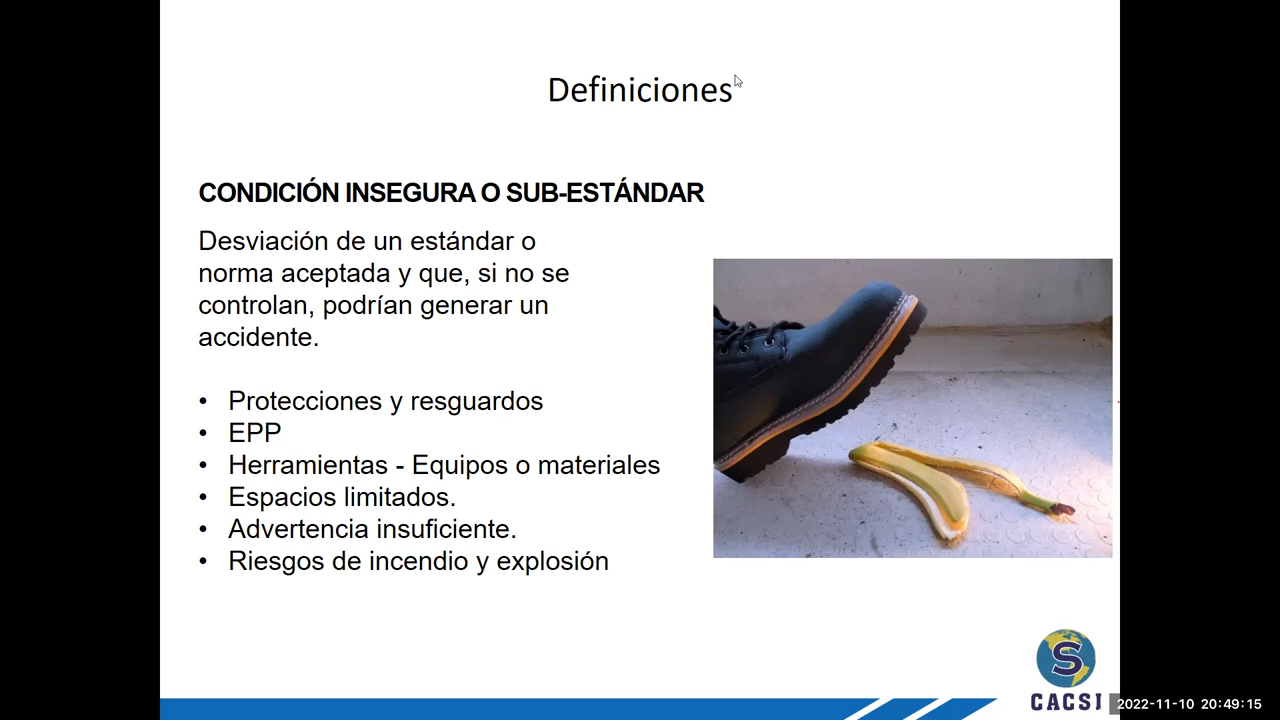 Definiciones
CONDICIÓN INSEGURA O SUB-ESTÁNDAR
Desviación de un estándar o
norma aceptada y que, si no se
controlan, podrían generar un
accidente.
• Protecciones y resguardos
• EPP
• Herramientas - Equipos o materiales
• Espacios limitados.
• Advertencia insuficiente.
• Riesgos de incendio y explosión
S
CACSI
2022-11-10 20:49:15